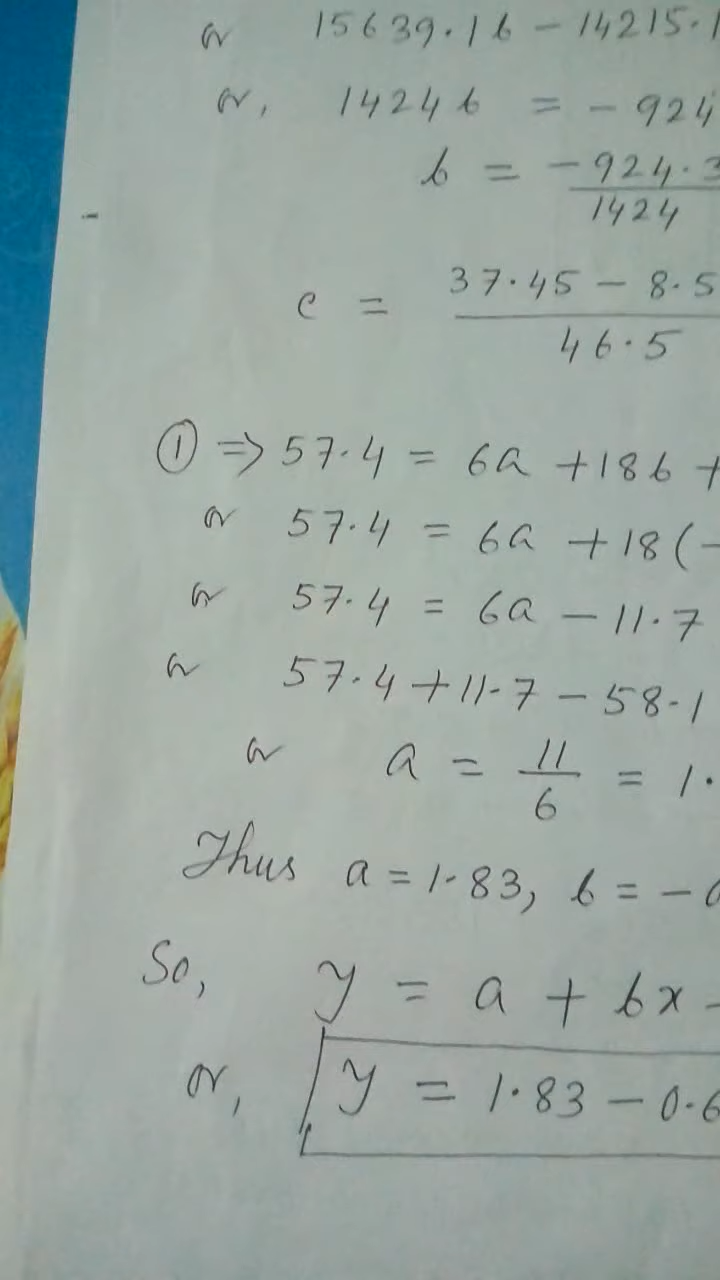 or 15639.1b - 14215.1
or, 1424b = - 924
b = -924.3/1424
c = 37.45 - 8.5/46.5
① => 57.4 = 6a + 18b +
or 57.4 = 6a + 18(-
or 57.4 = 6a - 11.7
or 57.4 + 11.7 - 58.1
or a = 11/6 = 1.
Thus a = 1.83, b = -0
So, y = a + bx -
or, y = 1.83 - 0.6